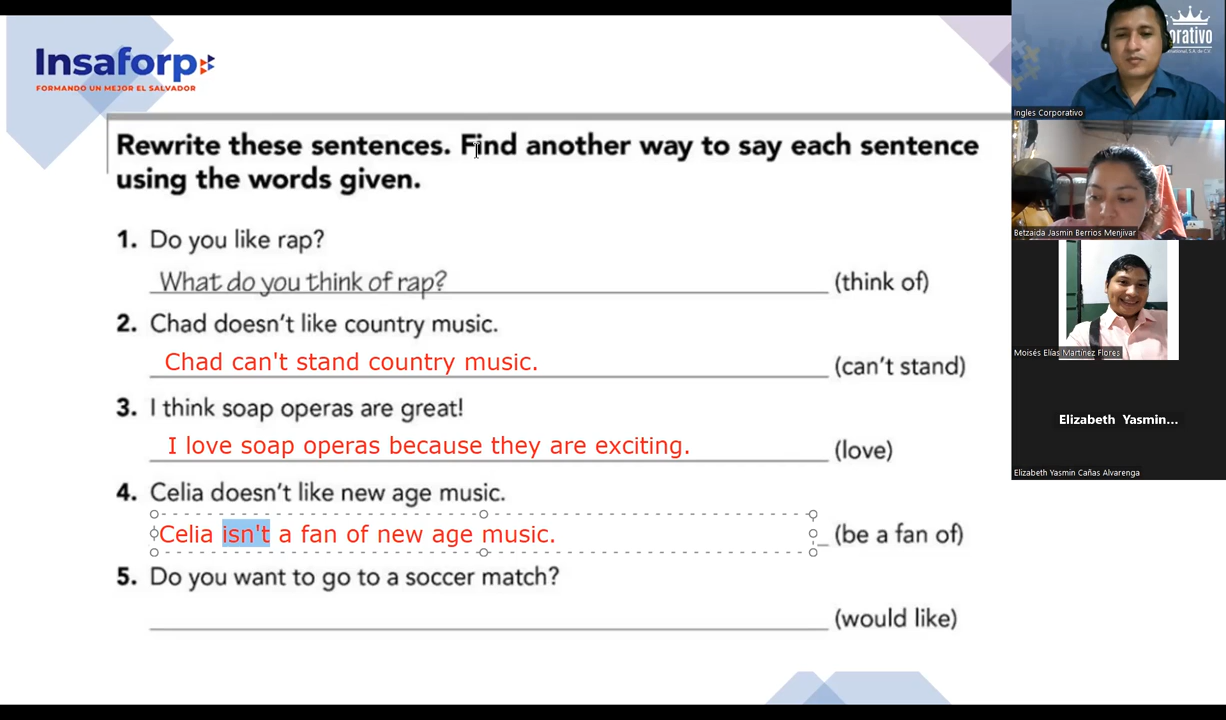 Insaforp
FORMANDO UN MEJOR EL SALVADOR
Rewrite these sentences. Find another way to say each sentence
using the words given.
1. Do you like rap?
What do you think of rap? (think of)
2. Chad doesn't like country music.
Chad can't stand country music. (can't stand)
3. I think soap operas are great!
I love soap operas because they are exciting. (love)
4. Celia doesn't like new age music.
Celia isn't a fan of new age music. (be a fan of)
5. Do you want to go to a soccer match?
(would like)
orativo
Ingles Corporativo
Betzaida Jasmin Berrios Menjivar
Moisés Elías Martínez Flores
Elizabeth Yasmin...
Elizabeth Yasmin Cañas Alvarenga